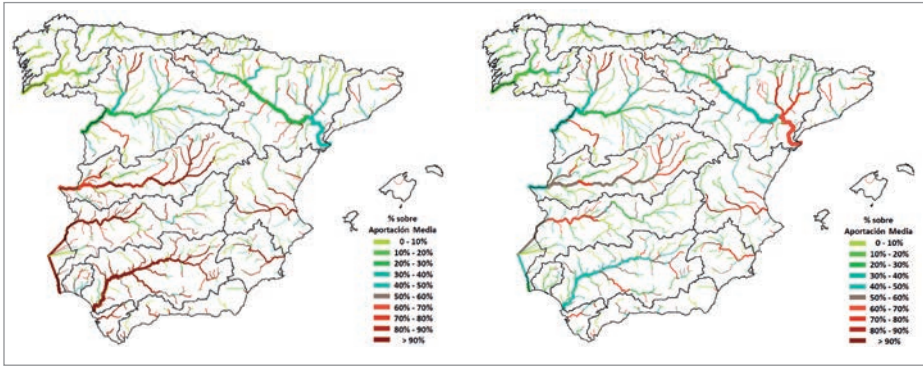 % sobre
Aportación Media
0 - 10%
10% - 20%
20% - 30%
30% - 40%
40% - 50%
50% - 60%
60% - 70%
70% - 80%
80% - 90%
> 90%
% sobre
Aportación Media
0 - 10%
10% - 20%
20% - 30%
30% - 40%
40% - 50%
50% - 60%
60% - 70%
70% - 80%
80% - 90%
> 90%